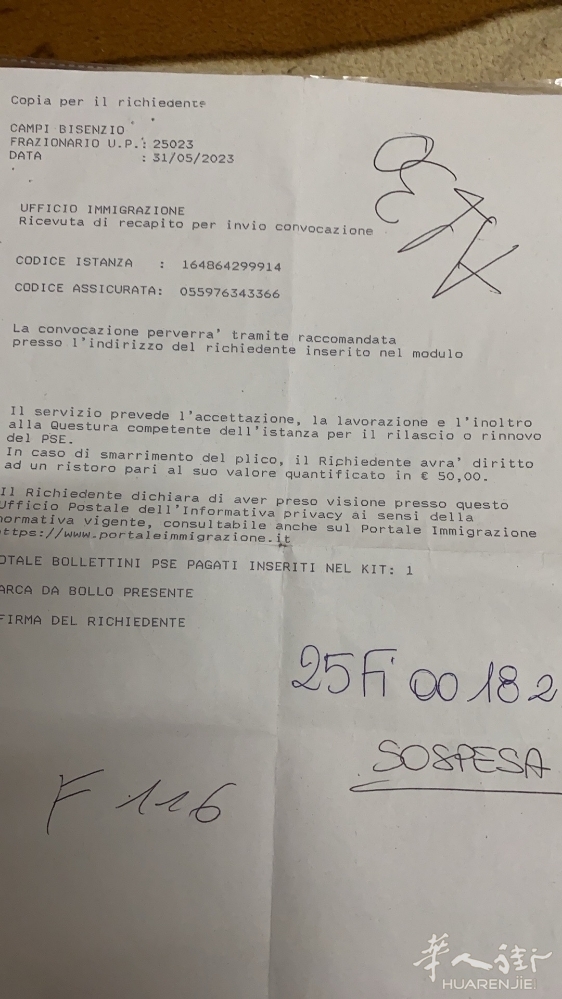 Copia per il richiedente
CAMPI BISENZIO
FRAZIONARIO U.P.: 25023
DATA : 31/05/2023
UFFICIO IMMIGRAZIONE
Ricevuta di recapito per invio convocazione
CODICE ISTANZA : 164864299914
CODICE ASSICURATA: 055976343366
La convocazione perverra' tramite raccomandata
presso l'indirizzo del richiedente inserito nel modulo
Il servizio prevede l'accettazione, la lavorazione e l'inoltro
alla Questura competente dell'istanza per il rilascio o rinnovo
del PSE.
In caso di smarrimento del plico, il Richiedente avra' diritto
ad un ristoro pari al suo valore quantificato in € 50,00.
Il Richiedente dichiara di aver preso visione presso questo
Ufficio Postale dell'Informativa privacy ai sensi della
normativa vigente, consultabile anche sul Portale Immigrazione
https://www.portaleimmigrazione.it
OTALE BOLLETTINI PSE PAGATI INSERITI NEL KIT: 1
ARCA DA BOLLO PRESENTE
FIRMA DEL RICHIEDENTE
25Fi 00182
SOSPESA
F 116
华人街
HUARENJIE